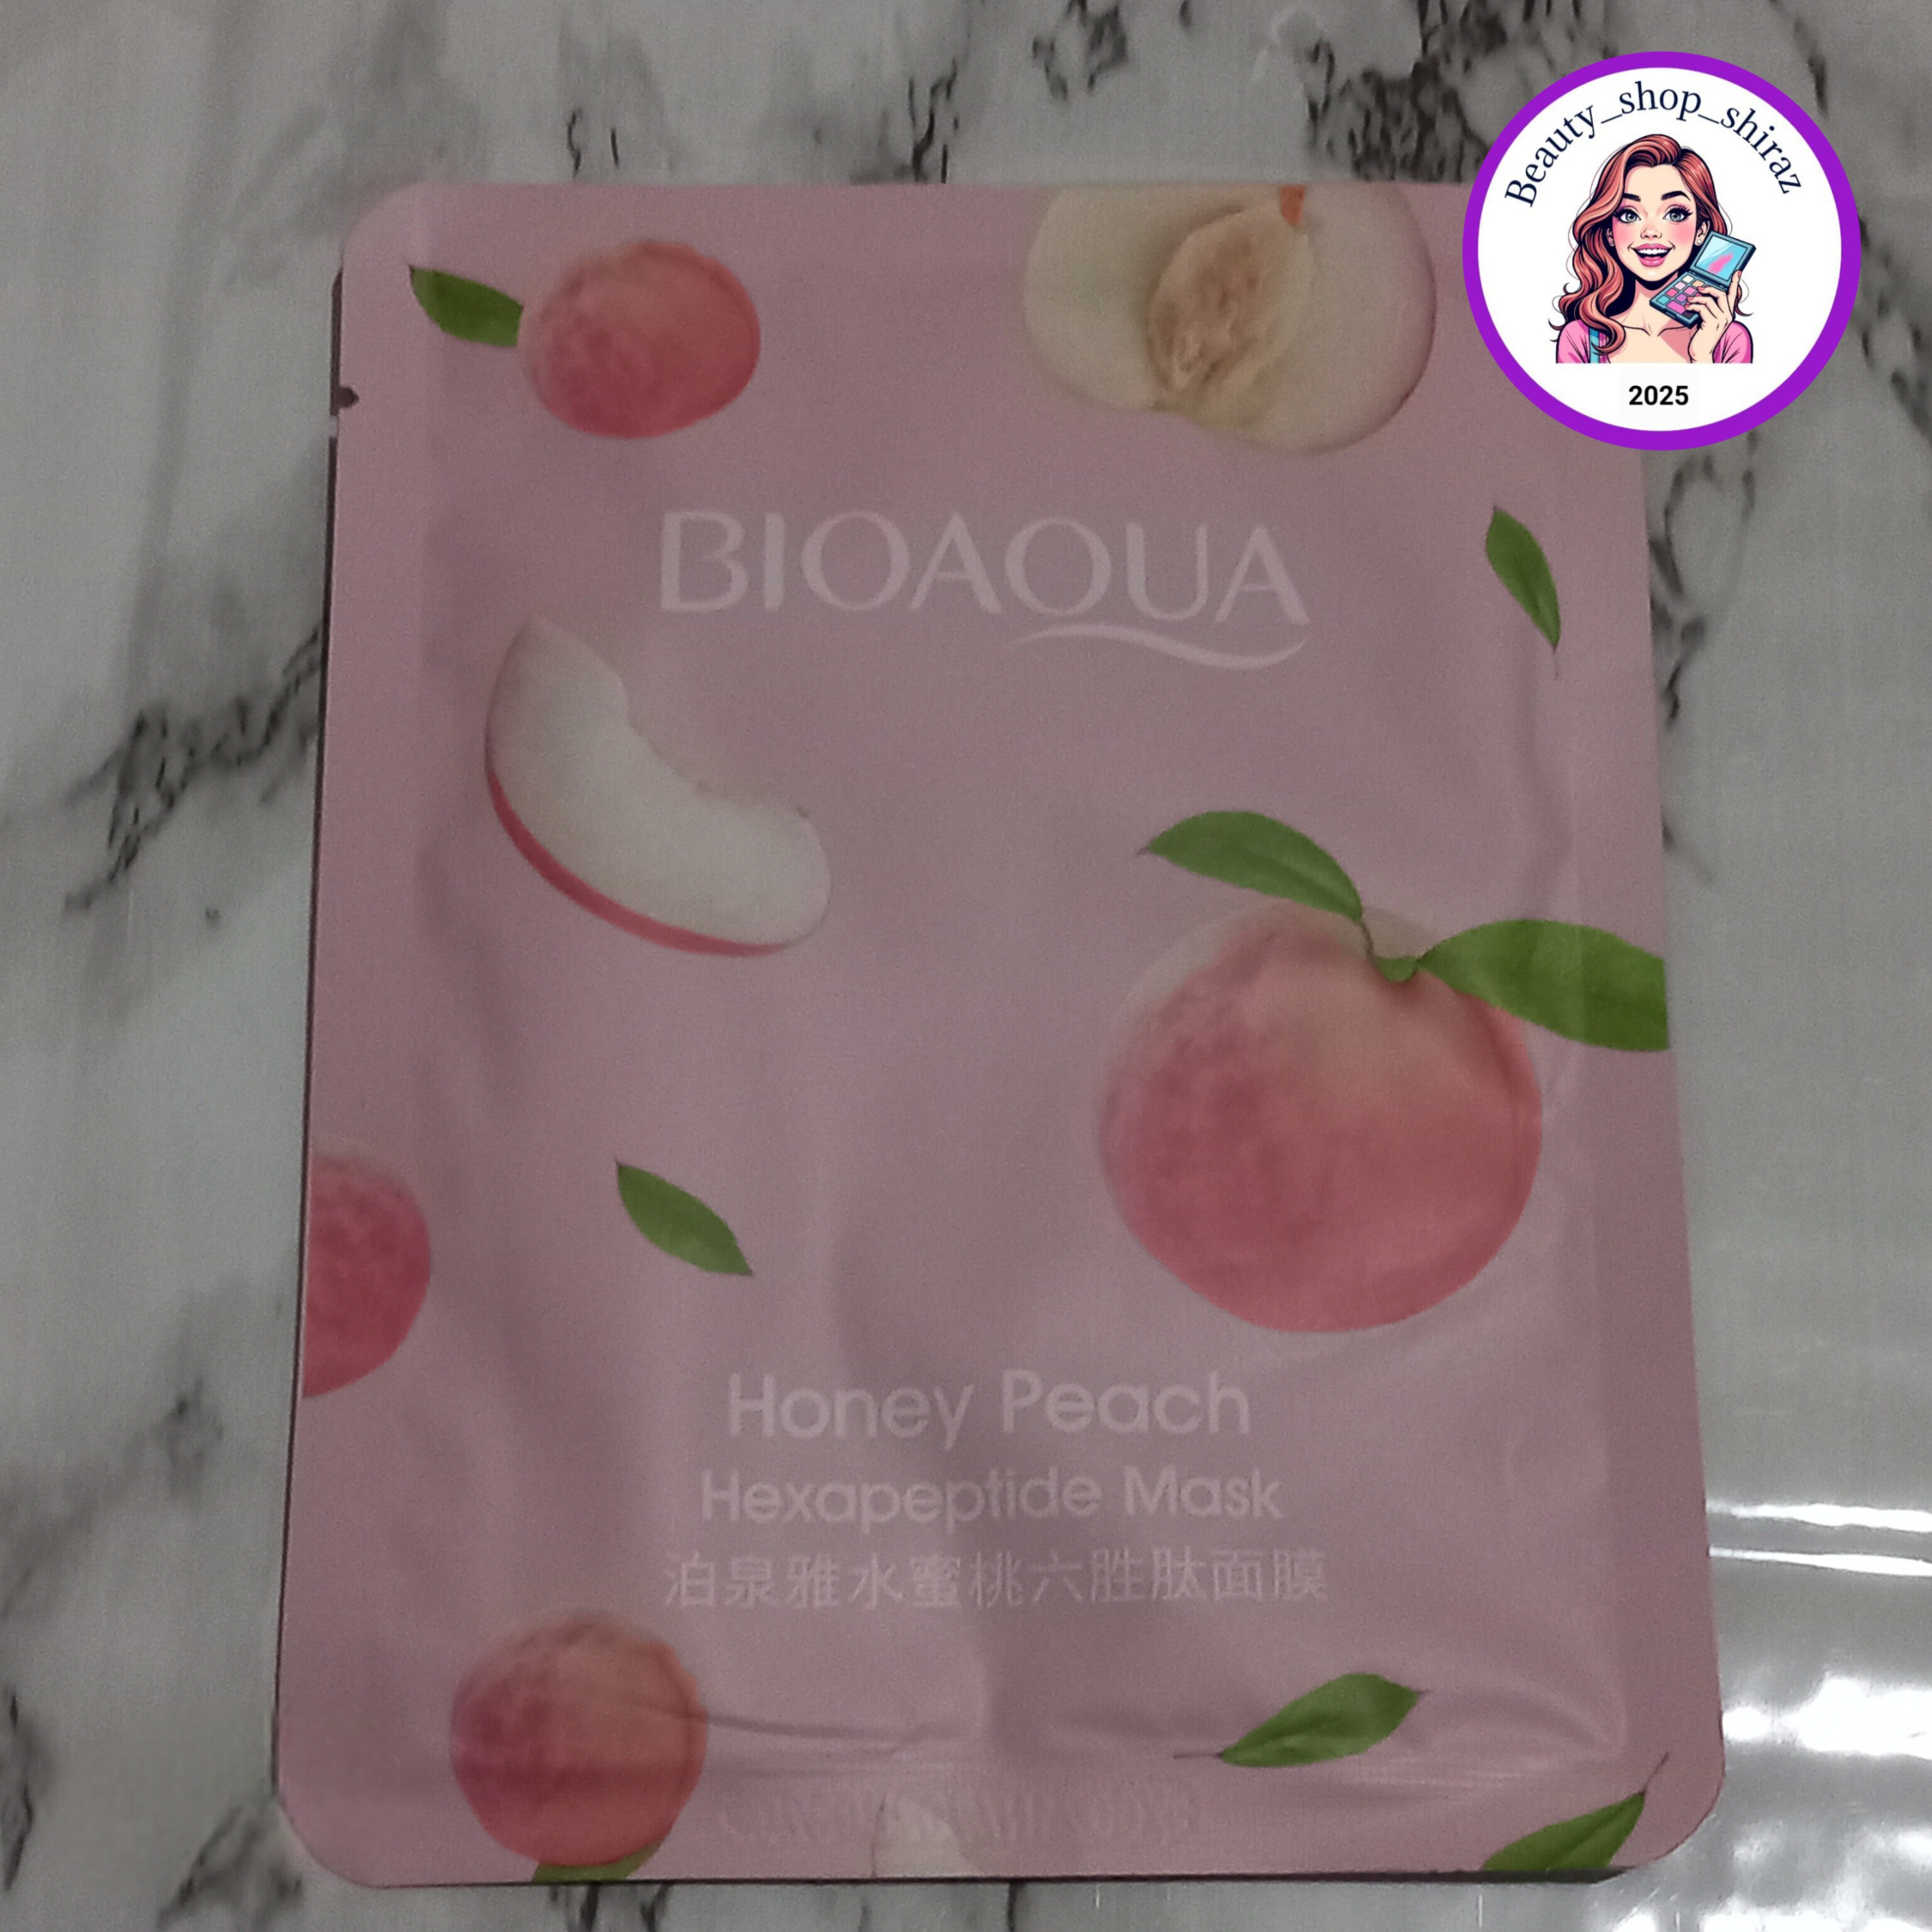 Beauty_shop_shiraz
2025
BIOAQUA
Honey Peach
Hexapeptide Mask
泊泉雅水蜜桃六胜肽面膜